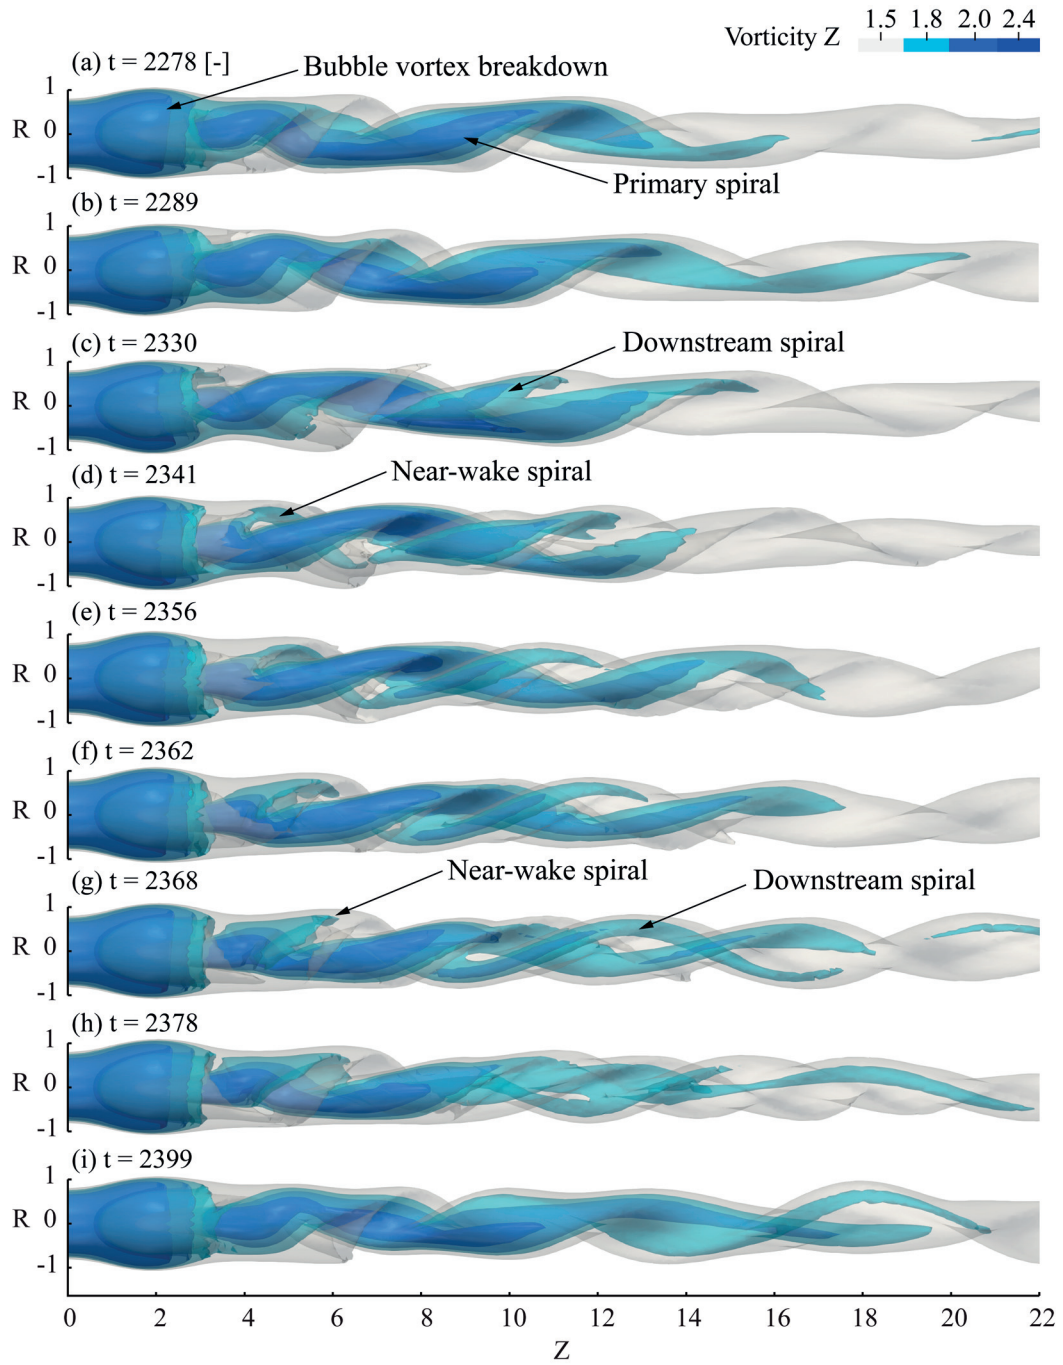 1.5 1.8 2.0 2.4
Vorticity Z
(a) t = 2278 [-]
Bubble vortex breakdown
1
R 0
-1
Primary spiral
(b) t = 2289
1
R 0
-1
(c) t = 2330
Downstream spiral
1
R 0
-1
(d) t = 2341
Near-wake spiral
1
R 0
-1
(e) t = 2356
1
R 0
-1
(f) t = 2362
1
R 0
-1
(g) t = 2368
Near-wake spiral
Downstream spiral
1
R 0
-1
(h) t = 2378
1
R 0
-1
(i) t = 2399
1
R 0
-1
0 2 4 6 8 10 12 14 16 18 20 22
Z